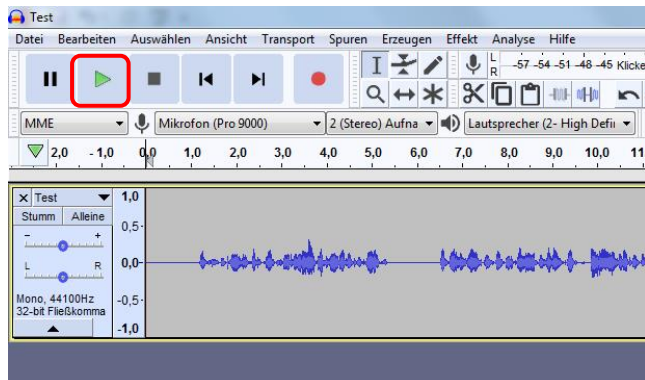 Test
Datei Bearbeiten Auswählen Ansicht Transport Spuren Erzeugen Effekt Analyse Hilfe
L
R -57 -54 -51 -48 -45 Klicke
MME Mikrofon (Pro 9000) 2 (Stereo) Aufna Lautsprecher (2- High Defii
2,0 - 1,0 0,0 1,0 2,0 3,0 4,0 5,0 6,0 7,0 8,0 9,0 10,0 11
x Test 1,0
Stumm Alleine
0,5-
- +
L R 0,0-
Mono, 44100Hz -0,5-
32-bit Fließkomma
-1,0